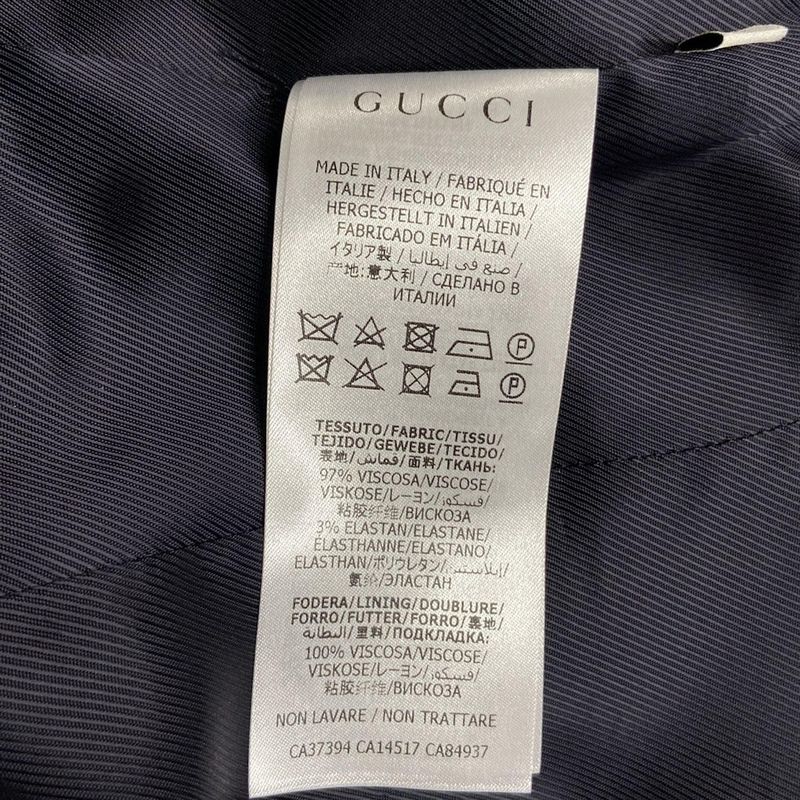 GUCCI
MADE IN ITALY / FABRIQUÉ EN
ITALIE / HECHO EN ITALIA /
HERGESTELLT IN ITALIEN /
FABRICADO EM ITÁLIA /
イタリア製 / صنع في إيطاليا /
产地:意大利 / СДЕЛАНО В
ИТАЛИИ
P
P
TESSUTO/FABRIC/TISSU/
TEJIDO/GEWEBE/TECIDO/
表地/قماش/面料/ТКАНЬ:
97% VISCOSA/VISCOSE/
VISKOSE/レーヨン/فسكوز/
粘胶纤维/ВИСКОЗА
3% ELASTAN/ELASTANE/
ÉLASTHANNE/ELASTANO/
ELASTHAN/ポリウレタン/إيلاستين/
氨纶/ЭЛАСТАН
FODERA/LINING/DOUBLURE/
FORRO/FUTTER/FORRO/裏地/
البطانة/里料/ПОДКЛАДКА:
100% VISCOSA/VISCOSE/
VISKOSE/レーヨン/فسكوز/
粘胶纤维/ВИСКОЗА
NON LAVARE / NON TRATTARE
CA37394 CA14517 CA84937